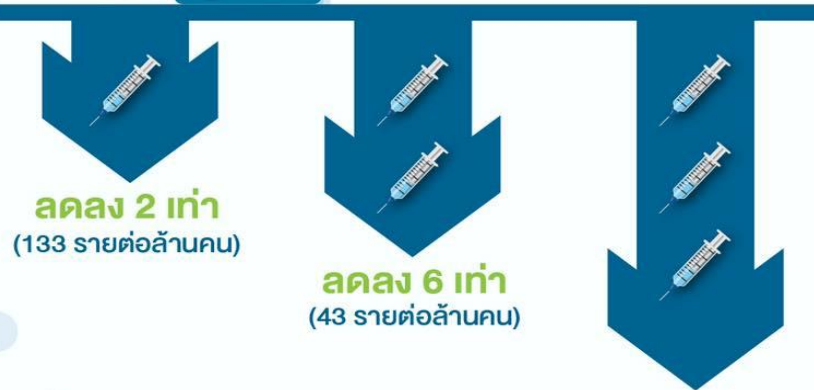 ลดลง 2 เท่า
(133 รายต่อล้านคน)
ลดลง 6 เท่า
(43 รายต่อล้านคน)